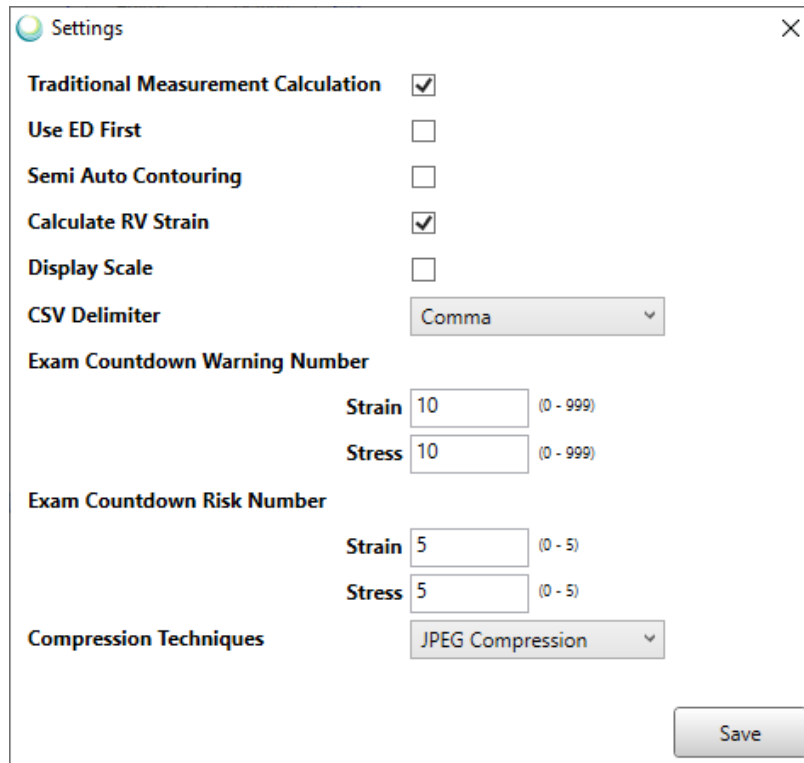 Settings
Traditional Measurement Calculation
Use ED First
Semi Auto Contouring
Calculate RV Strain
Display Scale
CSV Delimiter Comma
Exam Countdown Warning Number
Strain 10 (0 - 999)
Stress 10 (0 - 999)
Exam Countdown Risk Number
Strain 5 (0 - 5)
Stress 5 (0 - 5)
Compression Techniques JPEG Compression
Save